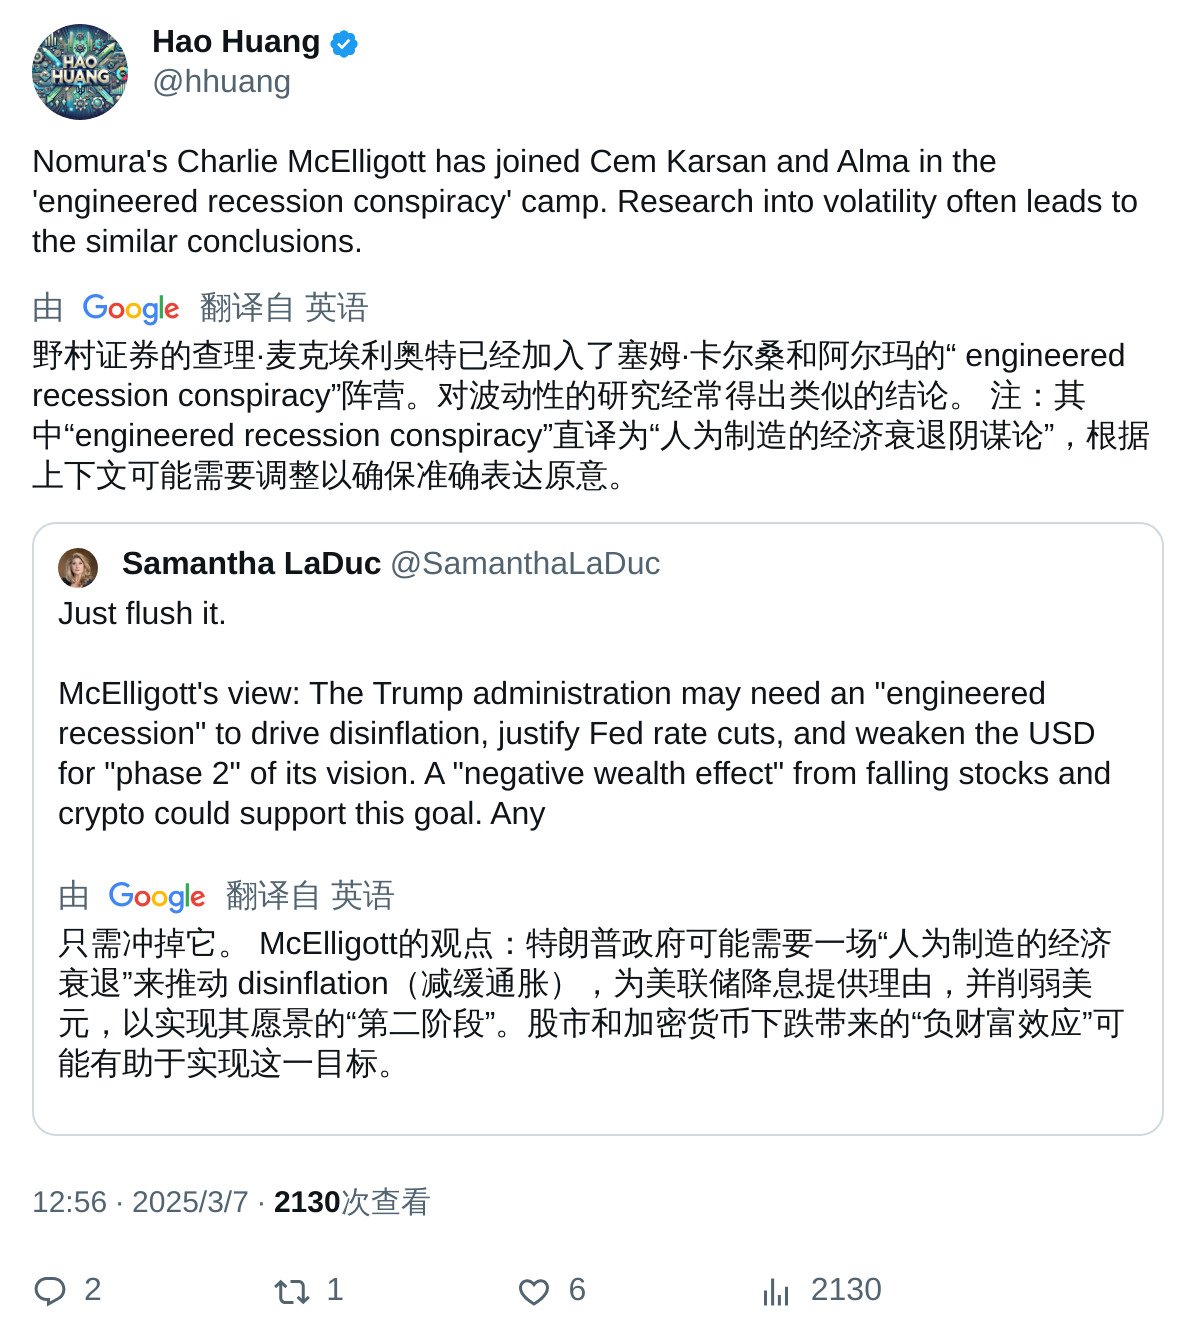 HAO
HUANG
Hao Huang
@hhuang
Nomura's Charlie McElligott has joined Cem Karsan and Alma in the
'engineered recession conspiracy' camp. Research into volatility often leads to
the similar conclusions.
由 Google 翻译自 英语
野村证券的查理·麦克埃利奥特已经加入了塞姆·卡尔桑和阿尔玛的“ engineered
recession conspiracy”阵营。对波动性的研究经常得出类似的结论。 注：其
中“engineered recession conspiracy”直译为“人为制造的经济衰退阴谋论”，根据
上下文可能需要调整以确保准确表达原意。
Samantha LaDuc @SamanthaLaDuc
Just flush it.
McElligott's view: The Trump administration may need an "engineered
recession" to drive disinflation, justify Fed rate cuts, and weaken the USD
for "phase 2" of its vision. A "negative wealth effect" from falling stocks and
crypto could support this goal. Any
由 Google 翻译自 英语
只需冲掉它。 McElligott的观点：特朗普政府可能需要一场“人为制造的经济
衰退”来推动 disinflation（减缓通胀），为美联储降息提供理由，并削弱美
元，以实现其愿景的“第二阶段”。股市和加密货币下跌带来的“负财富效应”可
能有助于实现这一目标。
12:56 · 2025/3/7 · 2130次查看
2 1 6 2130